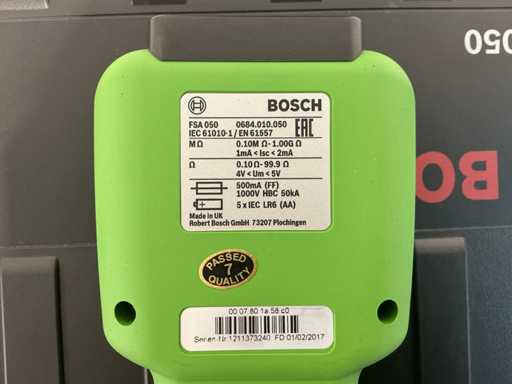 050
BOSCH
FSA 050 0684.010.050
IEC 61010-1 / EN 61557
EAC
M Ω 0.10M Ω - 1.00G Ω
1mA < Isc < 2mA
Ω 0.10 Ω - 99.9 Ω
4V < Um < 5V
500mA (FF)
1000V HBC 50kA
5 x IEC LR6 (AA)
Made in UK
Robert Bosch GmbH 73207 Plochingen
PASSED
7
QUALITY
00:07:80:1a:58:c0
Serien-Nr.1211373240 FD 01/02/2017
BO